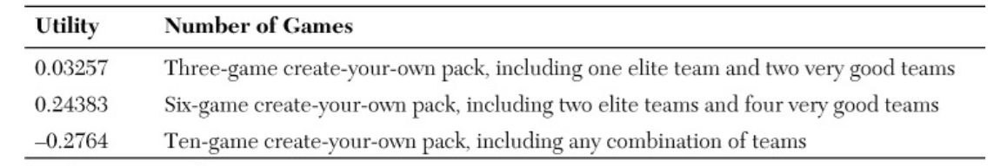 Utility Number of Games
0.03257 Three-game create-your-own pack, including one elite team and two very good teams
0.24383 Six-game create-your-own pack, including two elite teams and four very good teams
–0.2764 Ten-game create-your-own pack, including any combination of teams